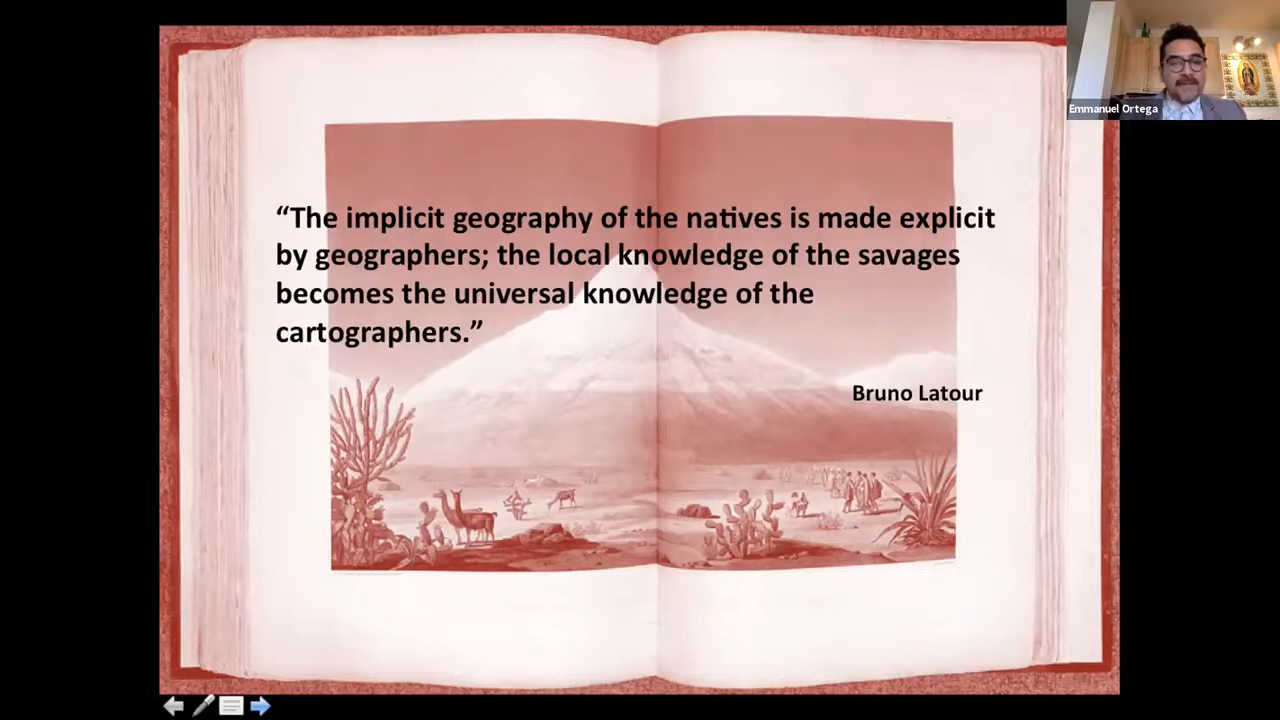 “The implicit geography of the natives is made explicit
by geographers; the local knowledge of the savages
becomes the universal knowledge of the
cartographers.”
Bruno Latour
Emmanuel Ortega